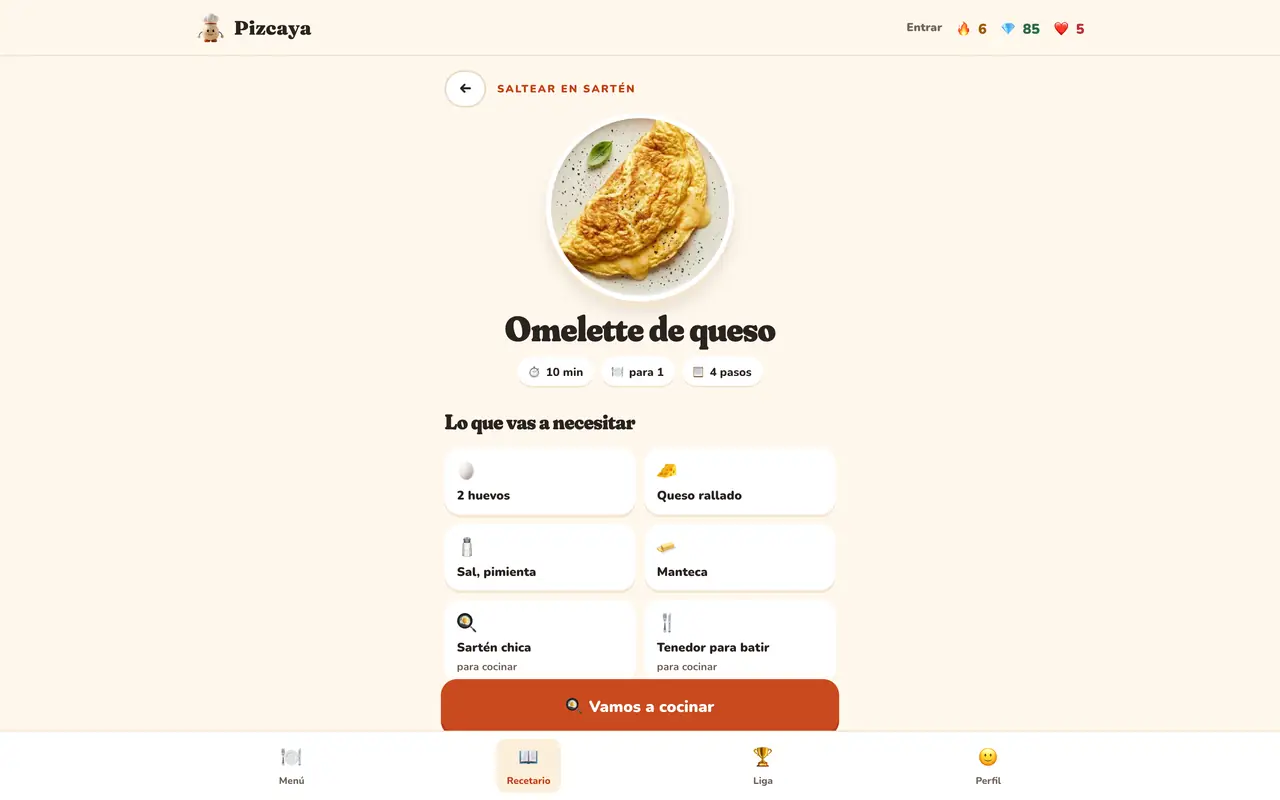 Pizcaya
Entrar
6
85
5
SALTEAR EN SARTÉN
Omelette de queso
10 min
para 1
4 pasos
Lo que vas a necesitar
2 huevos
Queso rallado
Sal, pimienta
Manteca
Sartén chica
para cocinar
Tenedor para batir
para cocinar
Vamos a cocinar
Menú
Recetario
Liga
Perfil